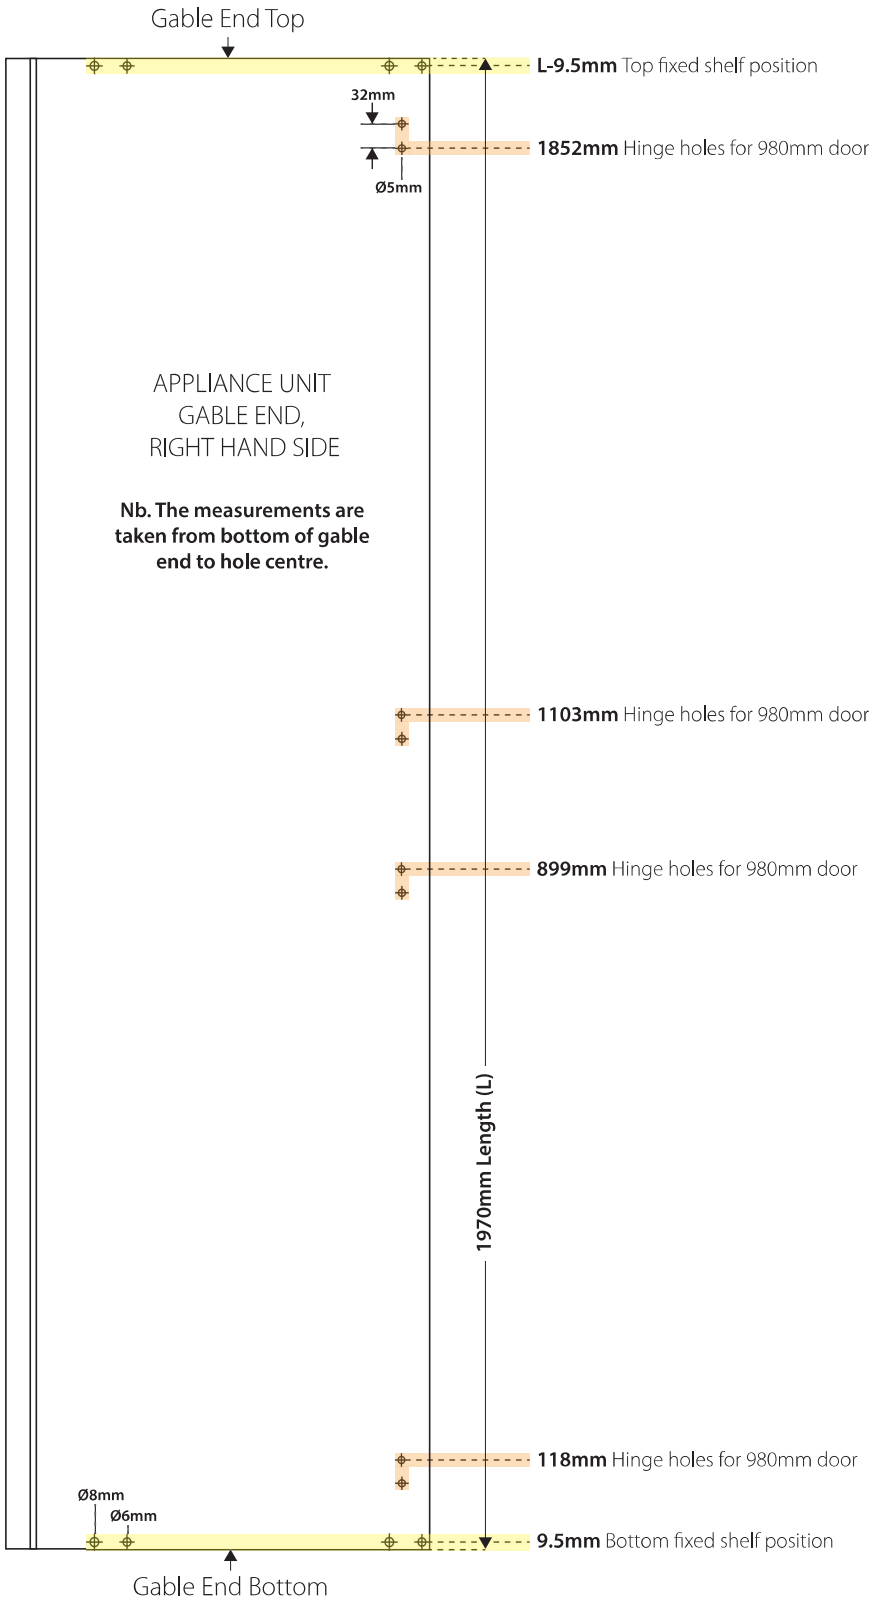 Gable End Top
L-9.5mm Top fixed shelf position
32mm
1852mm Hinge holes for 980mm door
Ø5mm
APPLIANCE UNIT
GABLE END,
RIGHT HAND SIDE
Nb. The measurements are
taken from bottom of gable
end to hole centre.
1103mm Hinge holes for 980mm door
899mm Hinge holes for 980mm door
1970mm Length (L)
118mm Hinge holes for 980mm door
Ø8mm
Ø6mm
9.5mm Bottom fixed shelf position
Gable End Bottom